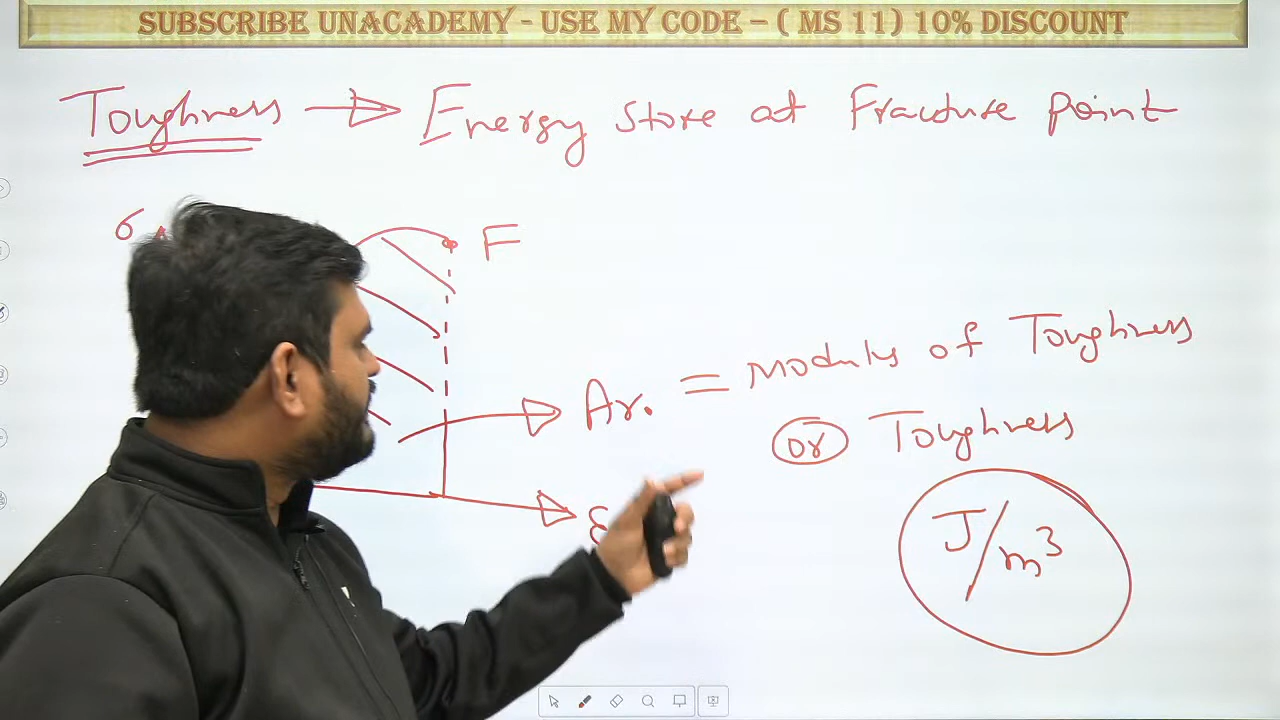 SUBSCRIBE UNACADEMY - USE MY CODE – ( MS 11) 10% DISCOUNT
Toughness → Energy store at Fracture point
σ
F
Ar. = modulus of Toughness
or Toughness
ε
J/m³